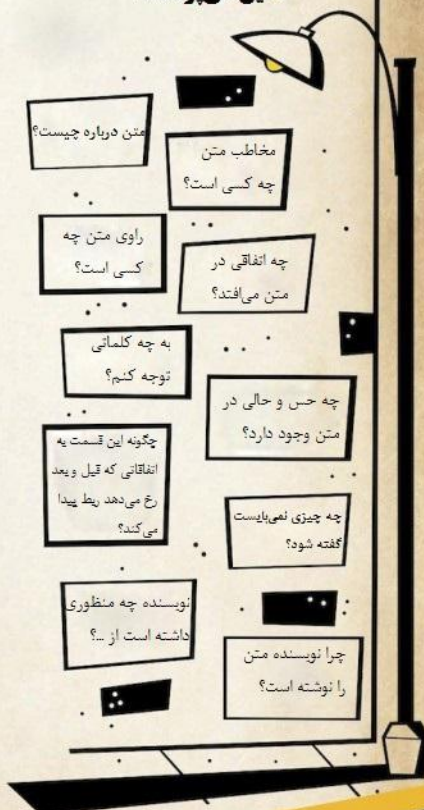 متن درباره چیست؟
مخاطب متن
چه کسی است؟
راوی متن چه
کسی است؟
چه اتفاقی در
متن می‌افتد؟
به چه کلماتی
توجه کنم؟
چه حس و حالی در
متن وجود دارد؟
چگونه این قسمت به
اتفاقاتی که قبل و بعد
رخ می‌دهد ربط پیدا
می‌کند؟
چه چیزی نمی‌بایست
گفته شود؟
نویسنده چه منظوری
داشته است از ...؟
چرا نویسنده متن
را نوشته است؟